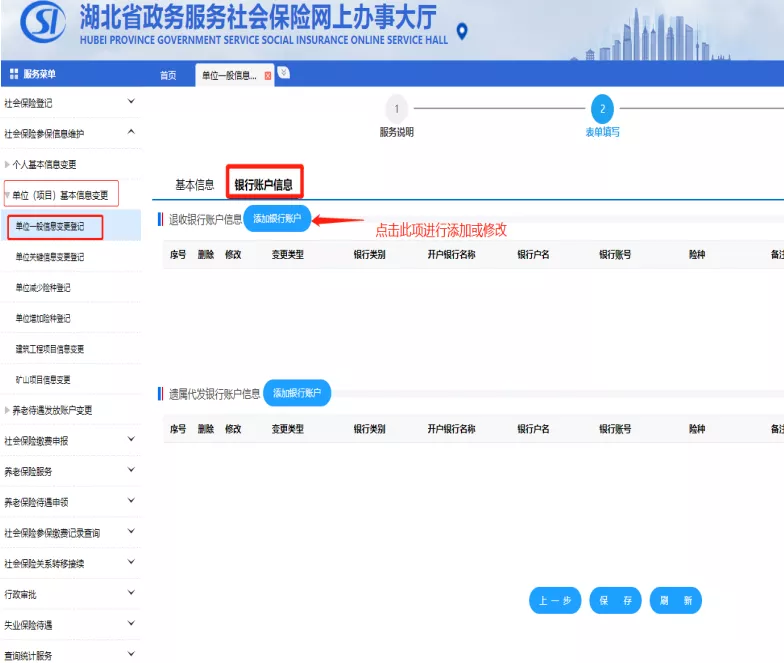 湖北省政务服务社会保险网上办事大厅
HUBEI PROVINCE GOVERNMENT SERVICE SOCIAL INSURANCE ONLINE SERVICE HALL
服务菜单
首页
单位一般信息...
社会保险登记
社会保险参保信息维护
个人基本信息变更
单位（项目）基本信息变更
单位一般信息变更登记
单位关键信息变更登记
单位减少险种登记
单位增加险种登记
建筑工程项目信息变更
矿山项目信息变更
养老待遇发放账户变更
社会保险缴费申报
养老保险服务
养老保险待遇申领
社会保险参保缴费记录查询
社会保险关系转移接续
行政审批
失业保险待遇
查询统计服务
1
服务说明
2
表单填写
基本信息 银行账户信息
退收银行账户信息 添加银行账户
点击此项进行添加或修改
序号 删除 修改 变更类型 银行类别 开户银行名称 银行户名 银行账号 险种 备
遗属代发银行账户信息 添加银行账户
序号 删除 修改 变更类型 银行类别 开户银行名称 银行户名 银行账号 险种 备
上一步 保存 刷新